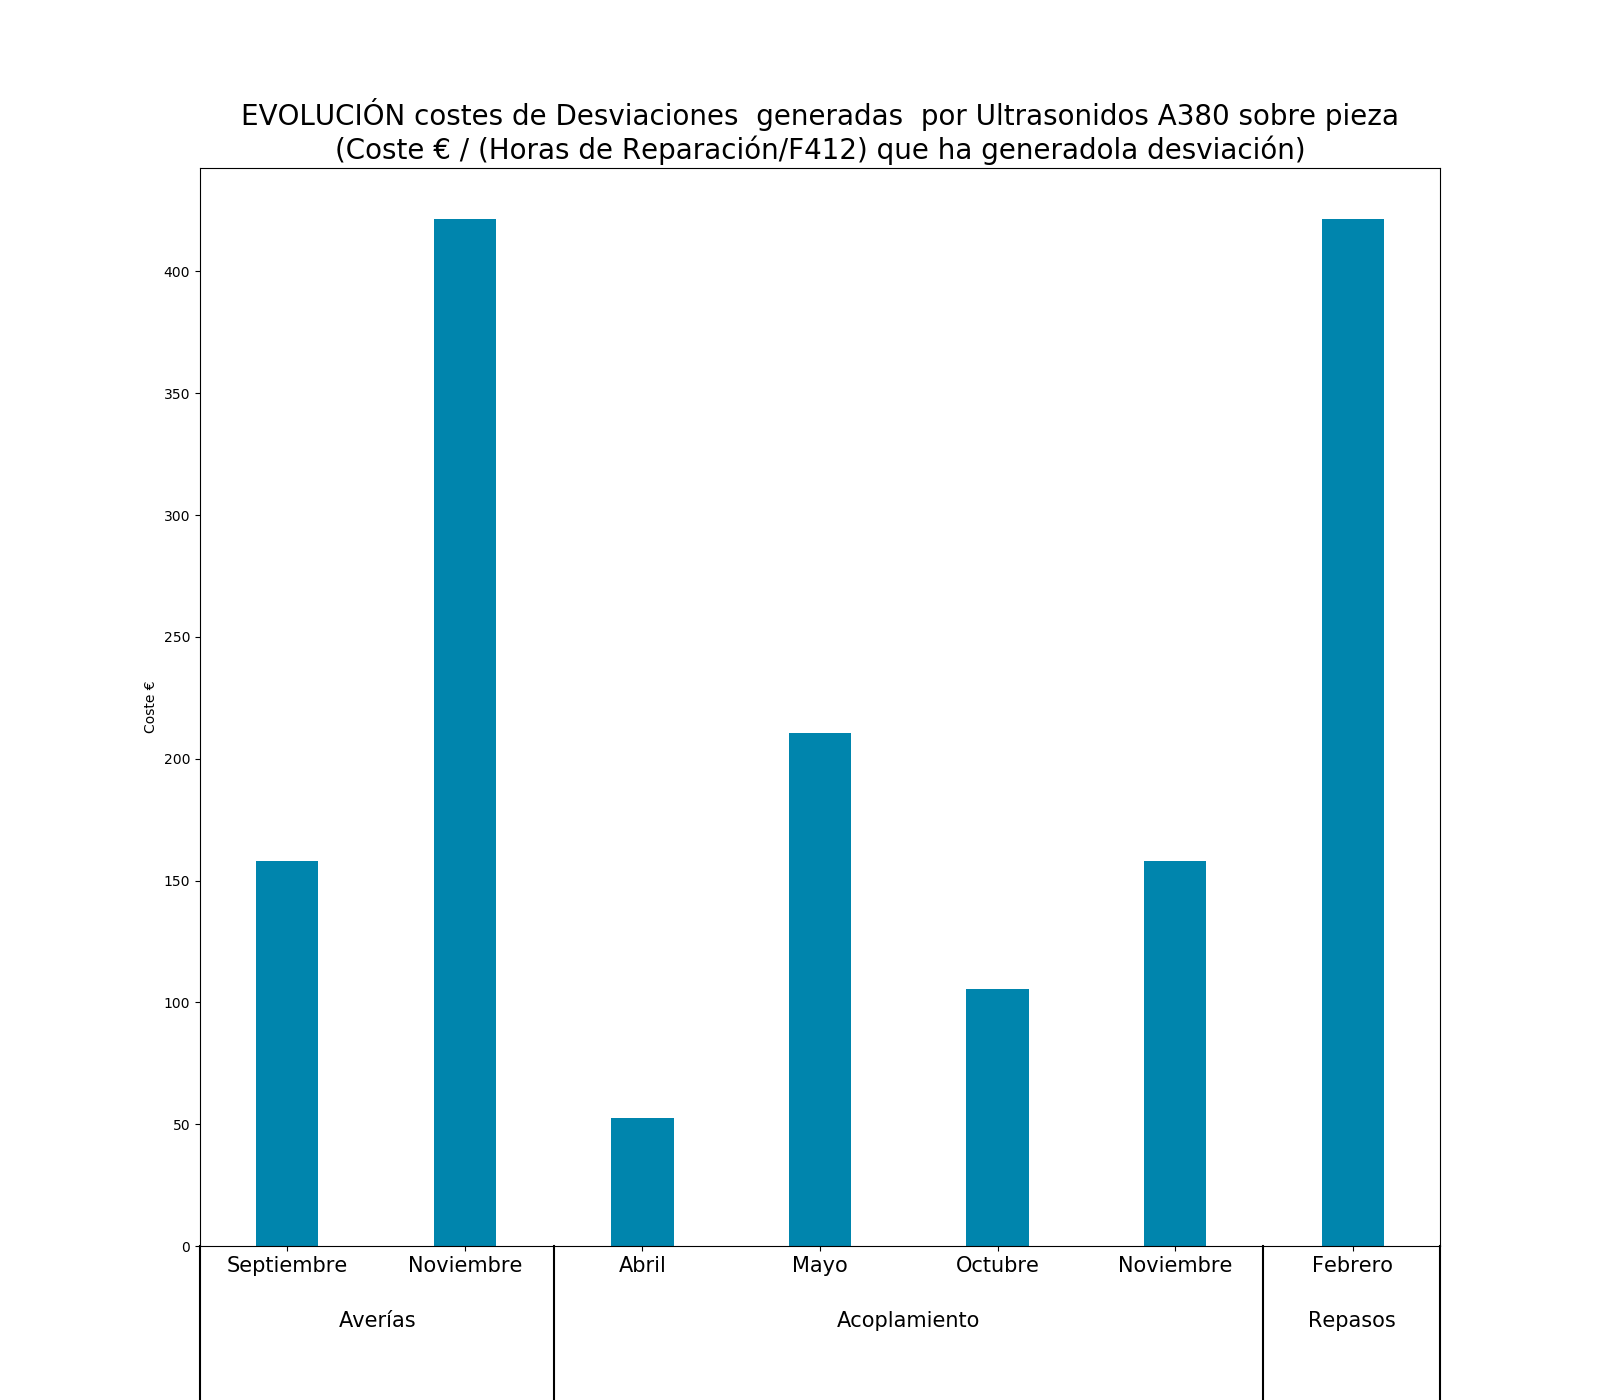 EVOLUCIÓN costes de Desviaciones  generadas  por Ultrasonidos A380 sobre pieza
(Coste € / (Horas de Reparación/F412) que ha generadola desviación)
400
350
300
250
200
150
100
50
0
Coste €
Septiembre Noviembre Abril Mayo Octubre Noviembre Febrero
Averías Acoplamiento Repasos